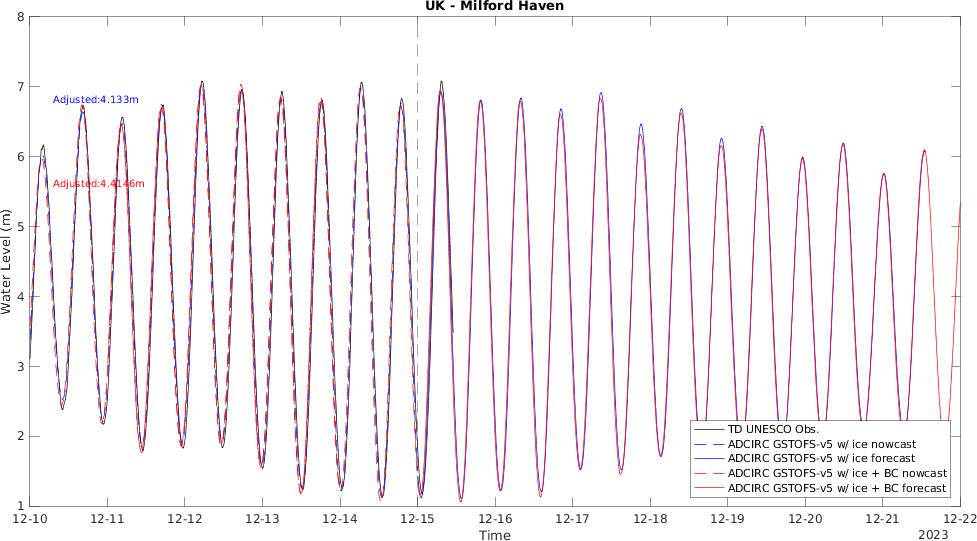 UK - Milford Haven
8
7
6
5
4
3
2
1
Water Level (m)
Adjusted:4.133m
Adjusted:4.4146m
TD UNESCO Obs.
ADCIRC GSTOFS-v5 w/ ice nowcast
ADCIRC GSTOFS-v5 w/ ice forecast
ADCIRC GSTOFS-v5 w/ ice + BC nowcast
ADCIRC GSTOFS-v5 w/ ice + BC forecast
12-10 12-11 12-12 12-13 12-14 12-15 12-16 12-17 12-18 12-19 12-20 12-21 12-22
Time
2023